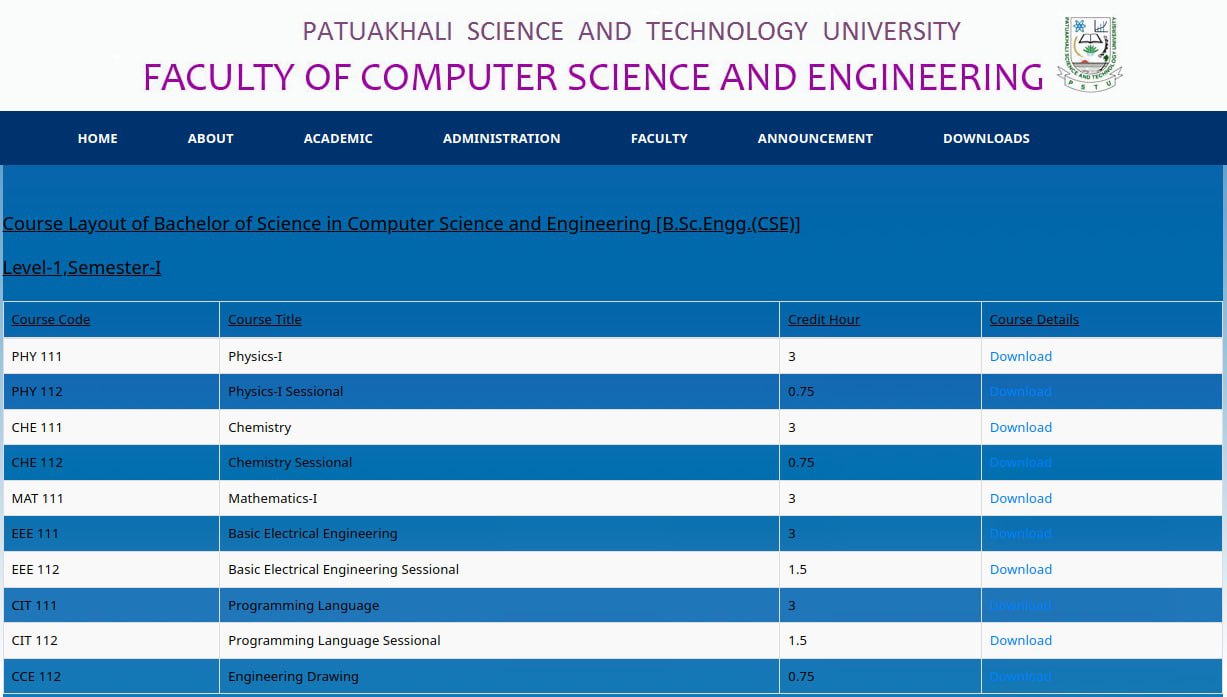 PATUAKHALI SCIENCE AND TECHNOLOGY UNIVERSITY
FACULTY OF COMPUTER SCIENCE AND ENGINEERING
PATUAKHALI SCIENCE AND TECHNOLOGY UNIVERSITY
P S T U
HOME ABOUT ACADEMIC ADMINISTRATION FACULTY ANNOUNCEMENT DOWNLOADS
Course Layout of Bachelor of Science in Computer Science and Engineering [B.Sc.Engg.(CSE)]
Level-1,Semester-I
Course Code Course Title Credit Hour Course Details
PHY 111 Physics-I 3 Download
PHY 112 Physics-I Sessional 0.75 Download
CHE 111 Chemistry 3 Download
CHE 112 Chemistry Sessional 0.75 Download
MAT 111 Mathematics-I 3 Download
EEE 111 Basic Electrical Engineering 3 Download
EEE 112 Basic Electrical Engineering Sessional 1.5 Download
CIT 111 Programming Language 3 Download
CIT 112 Programming Language Sessional 1.5 Download
CCE 112 Engineering Drawing 0.75 Download